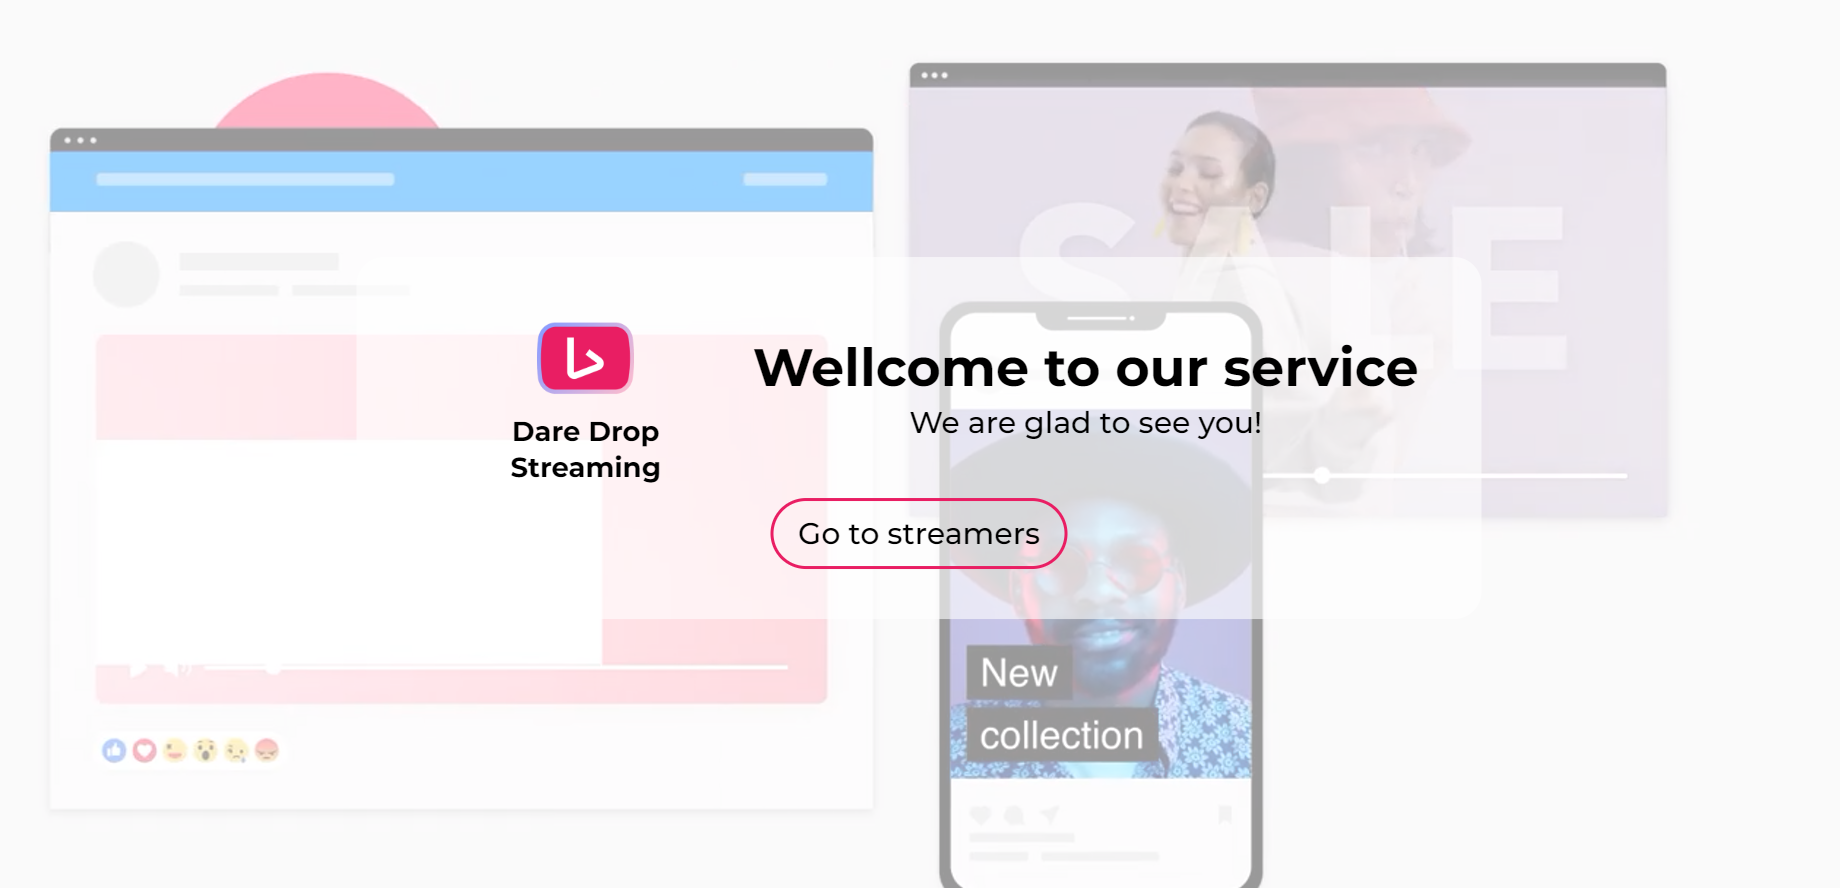 SALE
Dare Drop
Streaming
Wellcome to our service
We are glad to see you!
Go to streamers
New
collection